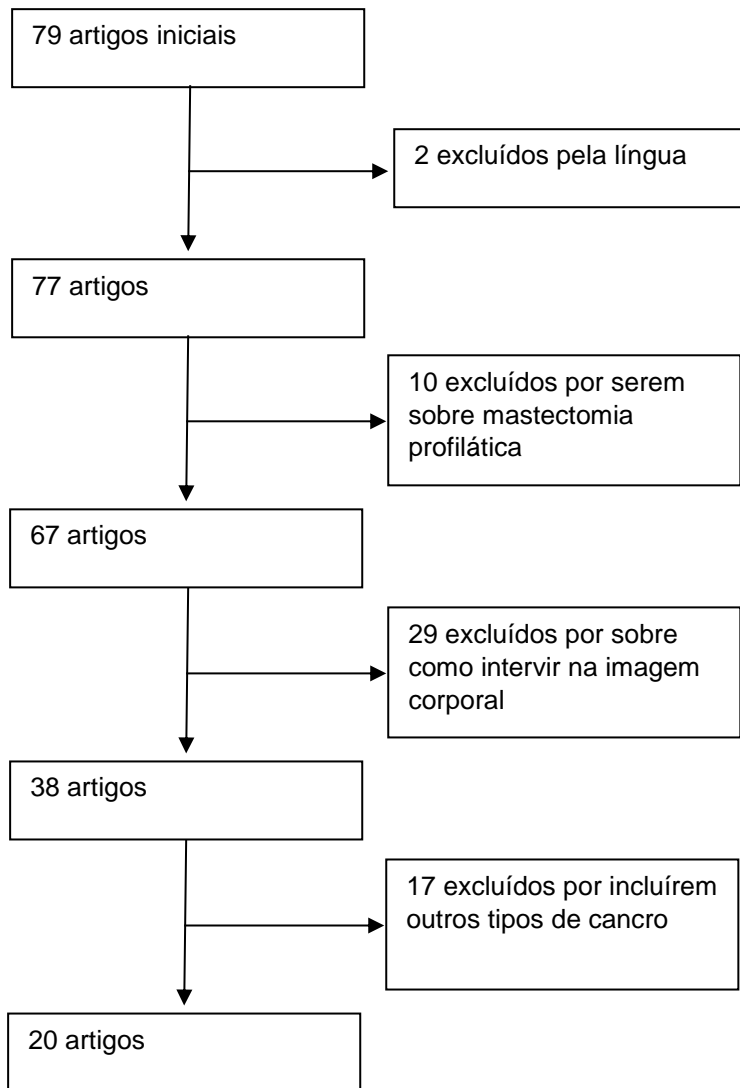 79 artigos iniciais
2 excluídos pela língua
77 artigos
10 excluídos por serem
sobre mastectomia
profilática
67 artigos
29 excluídos por sobre
como intervir na imagem
corporal
38 artigos
17 excluídos por incluírem
outros tipos de cancro
20 artigos